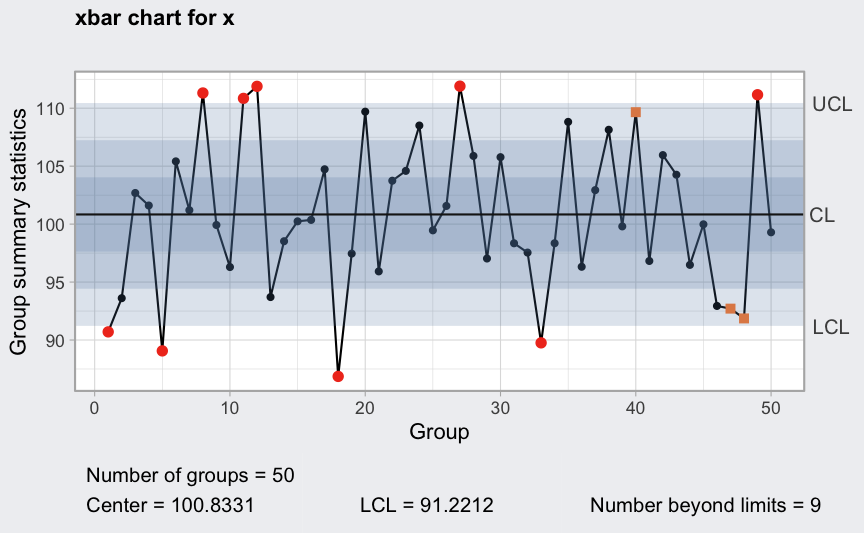 xbar chart for x
UCL
110
105
Group summary statistics
100
CL
95
LCL
90
0 10 20 30 40 50
Group
Number of groups = 50
Center = 100.8331 LCL = 91.2212 Number beyond limits = 9